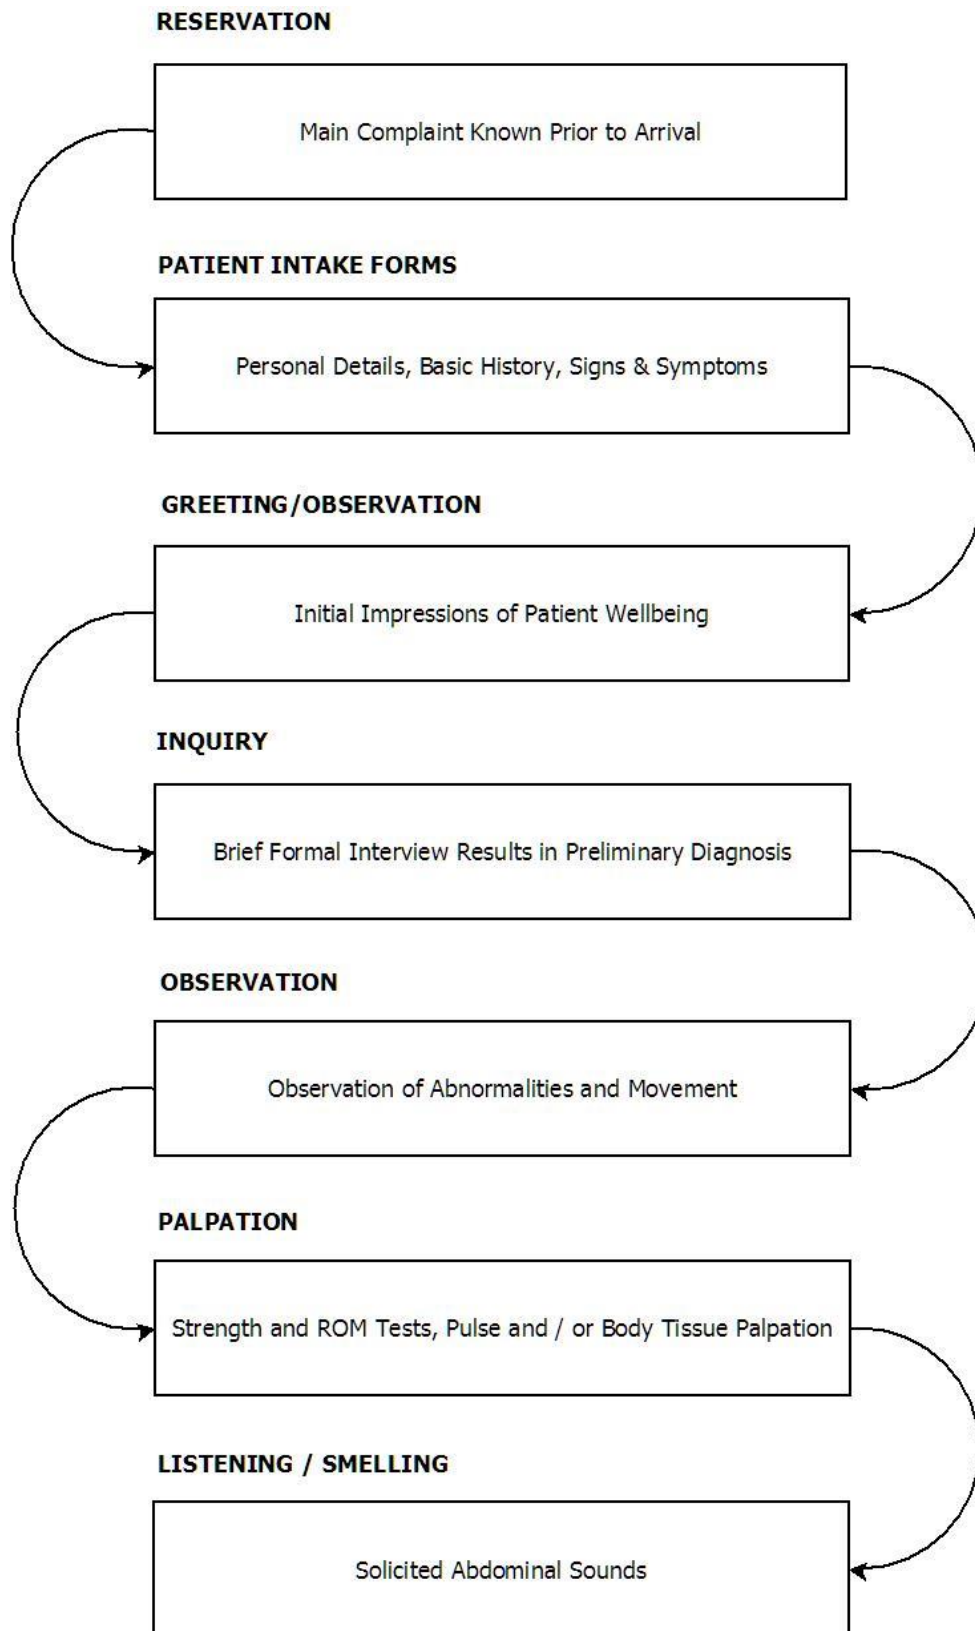 RESERVATION
Main Complaint Known Prior to Arrival
PATIENT INTAKE FORMS
Personal Details, Basic History, Signs & Symptoms
GREETING/OBSERVATION
Initial Impressions of Patient Wellbeing
INQUIRY
Brief Formal Interview Results in Preliminary Diagnosis
OBSERVATION
Observation of Abnormalities and Movement
PALPATION
Strength and ROM Tests, Pulse and / or Body Tissue Palpation
LISTENING / SMELLING
Solicited Abdominal Sounds